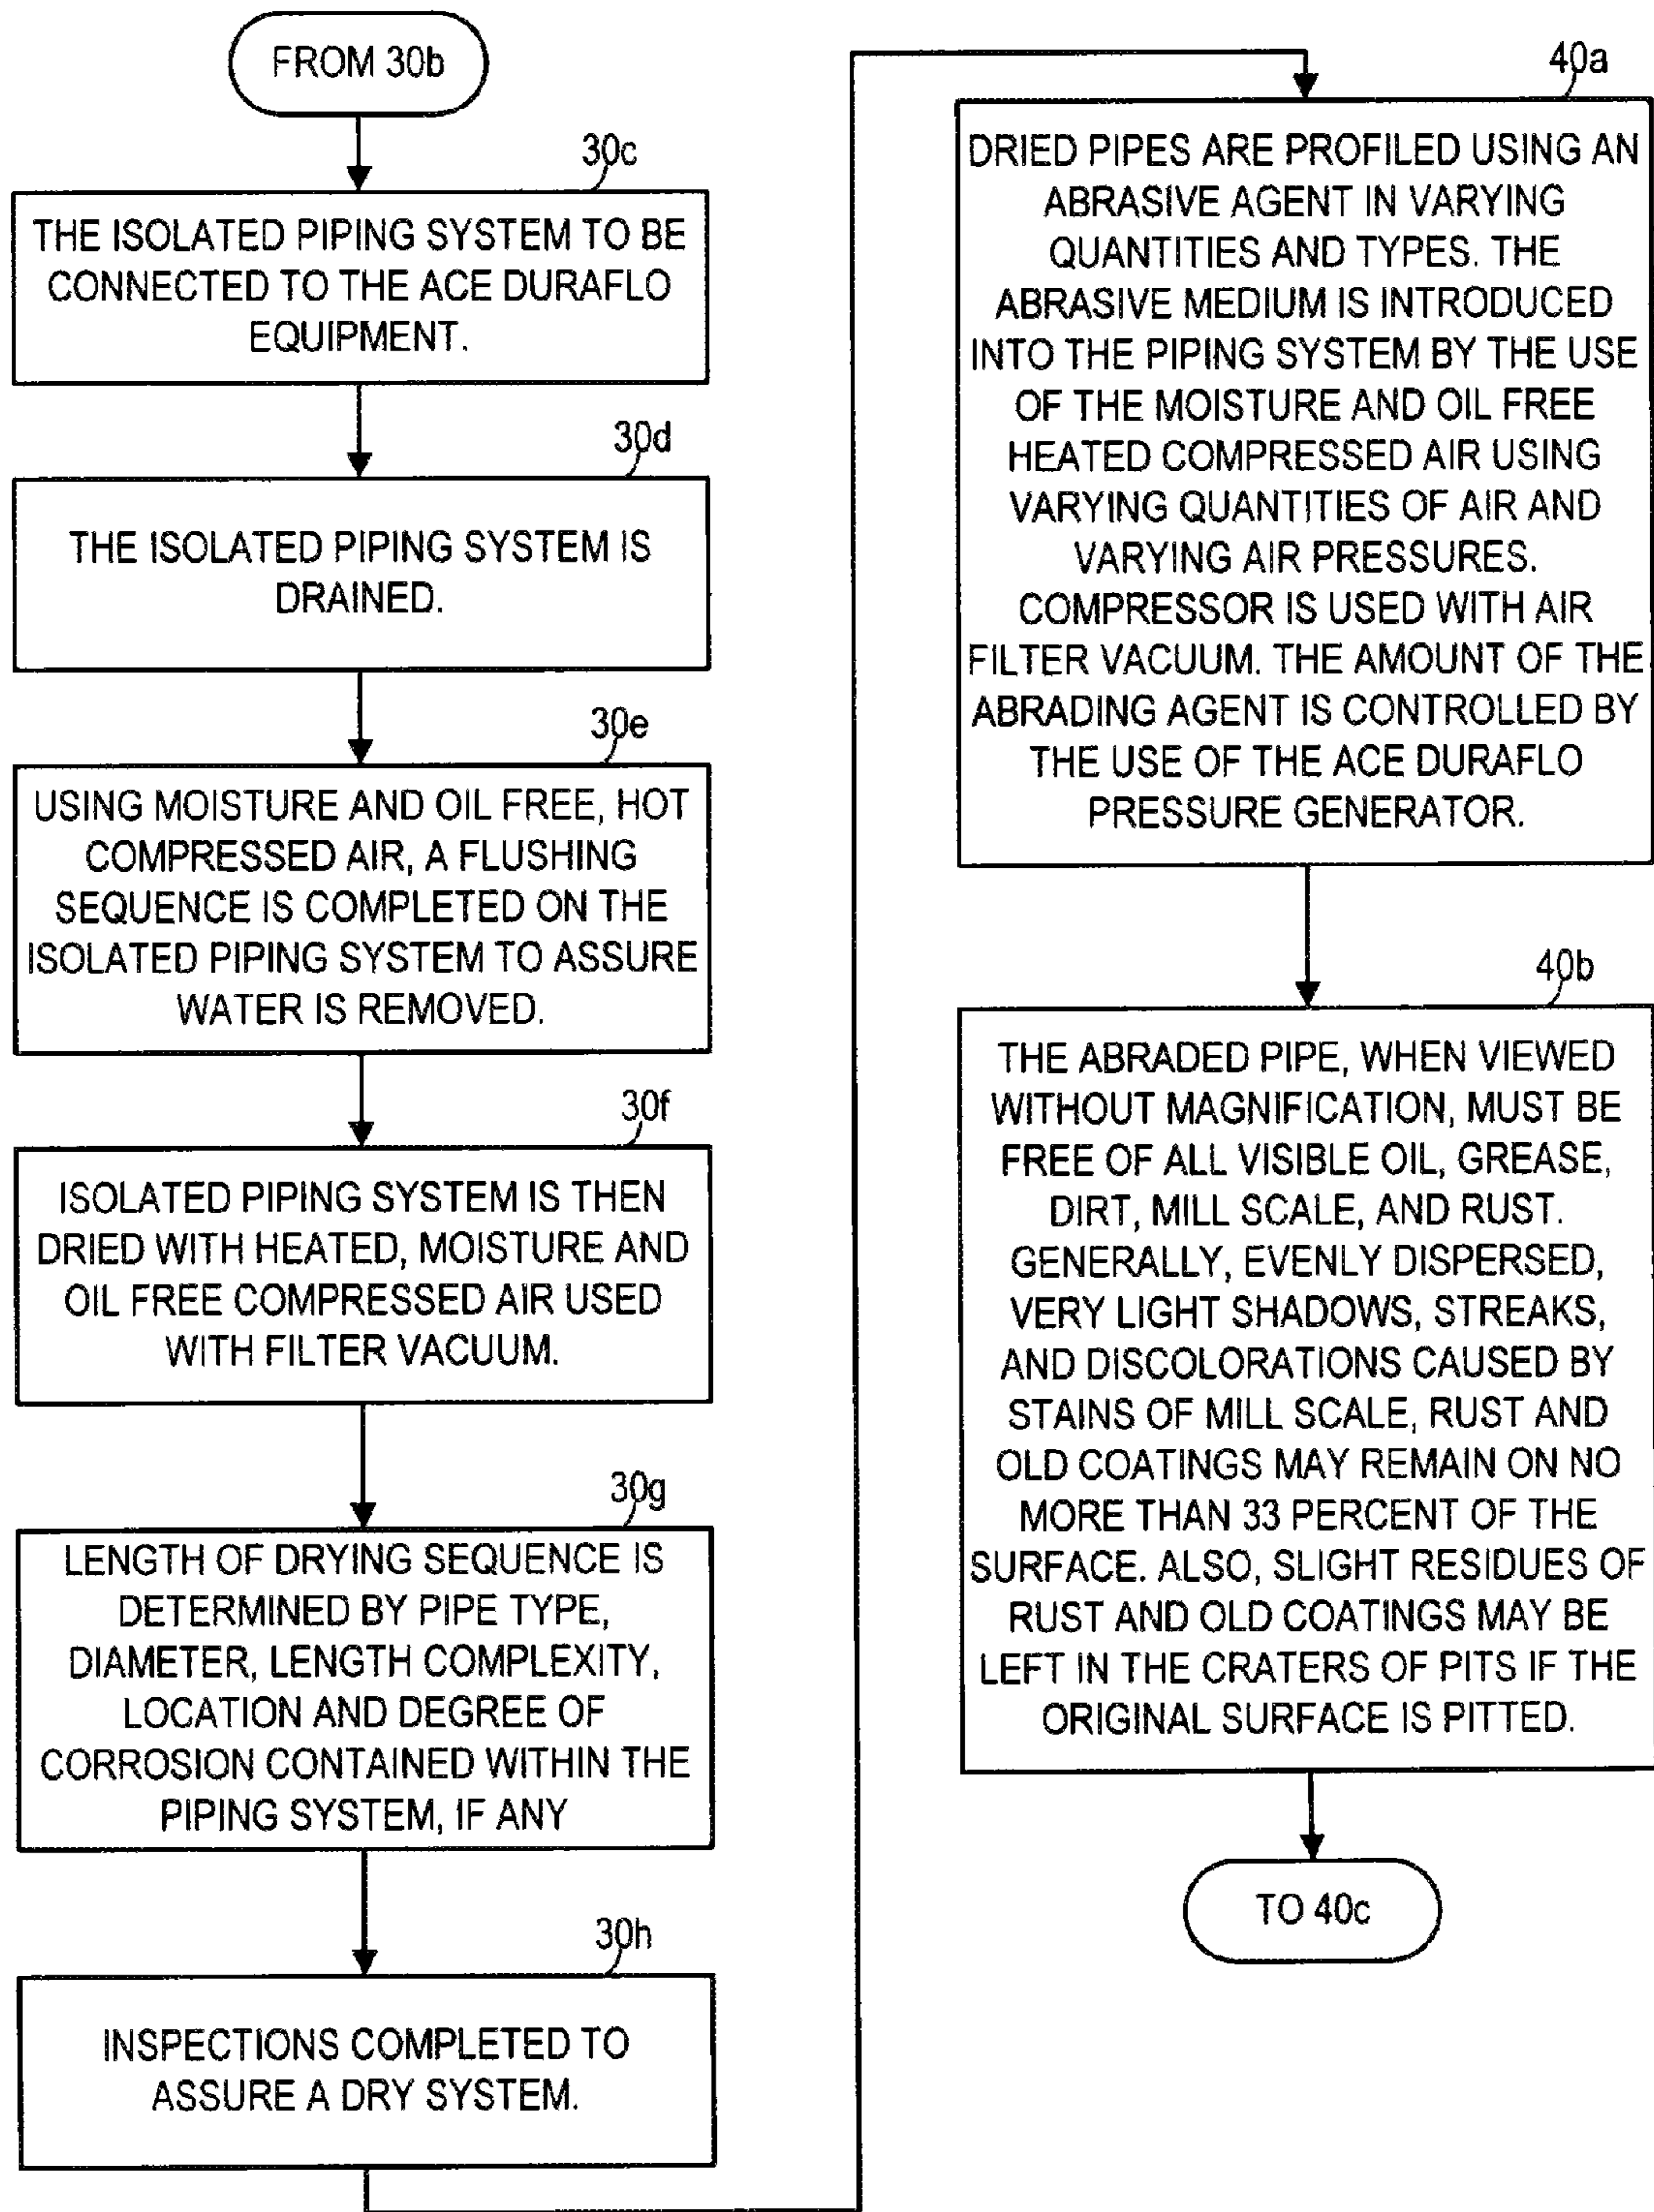 FROM 30b
30c
THE ISOLATED PIPING SYSTEM TO BE
CONNECTED TO THE ACE DURAFLO
EQUIPMENT.
30d
THE ISOLATED PIPING SYSTEM IS
DRAINED.
30e
USING MOISTURE AND OIL FREE, HOT
COMPRESSED AIR, A FLUSHING
SEQUENCE IS COMPLETED ON THE
ISOLATED PIPING SYSTEM TO ASSURE
WATER IS REMOVED.
30f
ISOLATED PIPING SYSTEM IS THEN
DRIED WITH HEATED, MOISTURE AND
OIL FREE COMPRESSED AIR USED
WITH FILTER VACUUM.
30g
LENGTH OF DRYING SEQUENCE IS
DETERMINED BY PIPE TYPE,
DIAMETER, LENGTH COMPLEXITY,
LOCATION AND DEGREE OF
CORROSION CONTAINED WITHIN THE
PIPING SYSTEM, IF ANY
30h
INSPECTIONS COMPLETED TO
ASSURE A DRY SYSTEM.
40a
DRIED PIPES ARE PROFILED USING AN
ABRASIVE AGENT IN VARYING
QUANTITIES AND TYPES. THE
ABRASIVE MEDIUM IS INTRODUCED
INTO THE PIPING SYSTEM BY THE USE
OF THE MOISTURE AND OIL FREE
HEATED COMPRESSED AIR USING
VARYING QUANTITIES OF AIR AND
VARYING AIR PRESSURES.
COMPRESSOR IS USED WITH AIR
FILTER VACUUM. THE AMOUNT OF THE
ABRADING AGENT IS CONTROLLED BY
THE USE OF THE ACE DURAFLO
PRESSURE GENERATOR.
40b
THE ABRADED PIPE, WHEN VIEWED
WITHOUT MAGNIFICATION, MUST BE
FREE OF ALL VISIBLE OIL, GREASE,
DIRT, MILL SCALE, AND RUST.
GENERALLY, EVENLY DISPERSED,
VERY LIGHT SHADOWS, STREAKS,
AND DISCOLORATIONS CAUSED BY
STAINS OF MILL SCALE, RUST AND
OLD COATINGS MAY REMAIN ON NO
MORE THAN 33 PERCENT OF THE
SURFACE. ALSO, SLIGHT RESIDUES OF
RUST AND OLD COATINGS MAY BE
LEFT IN THE CRATERS OF PITS IF THE
ORIGINAL SURFACE IS PITTED.
TO 40c